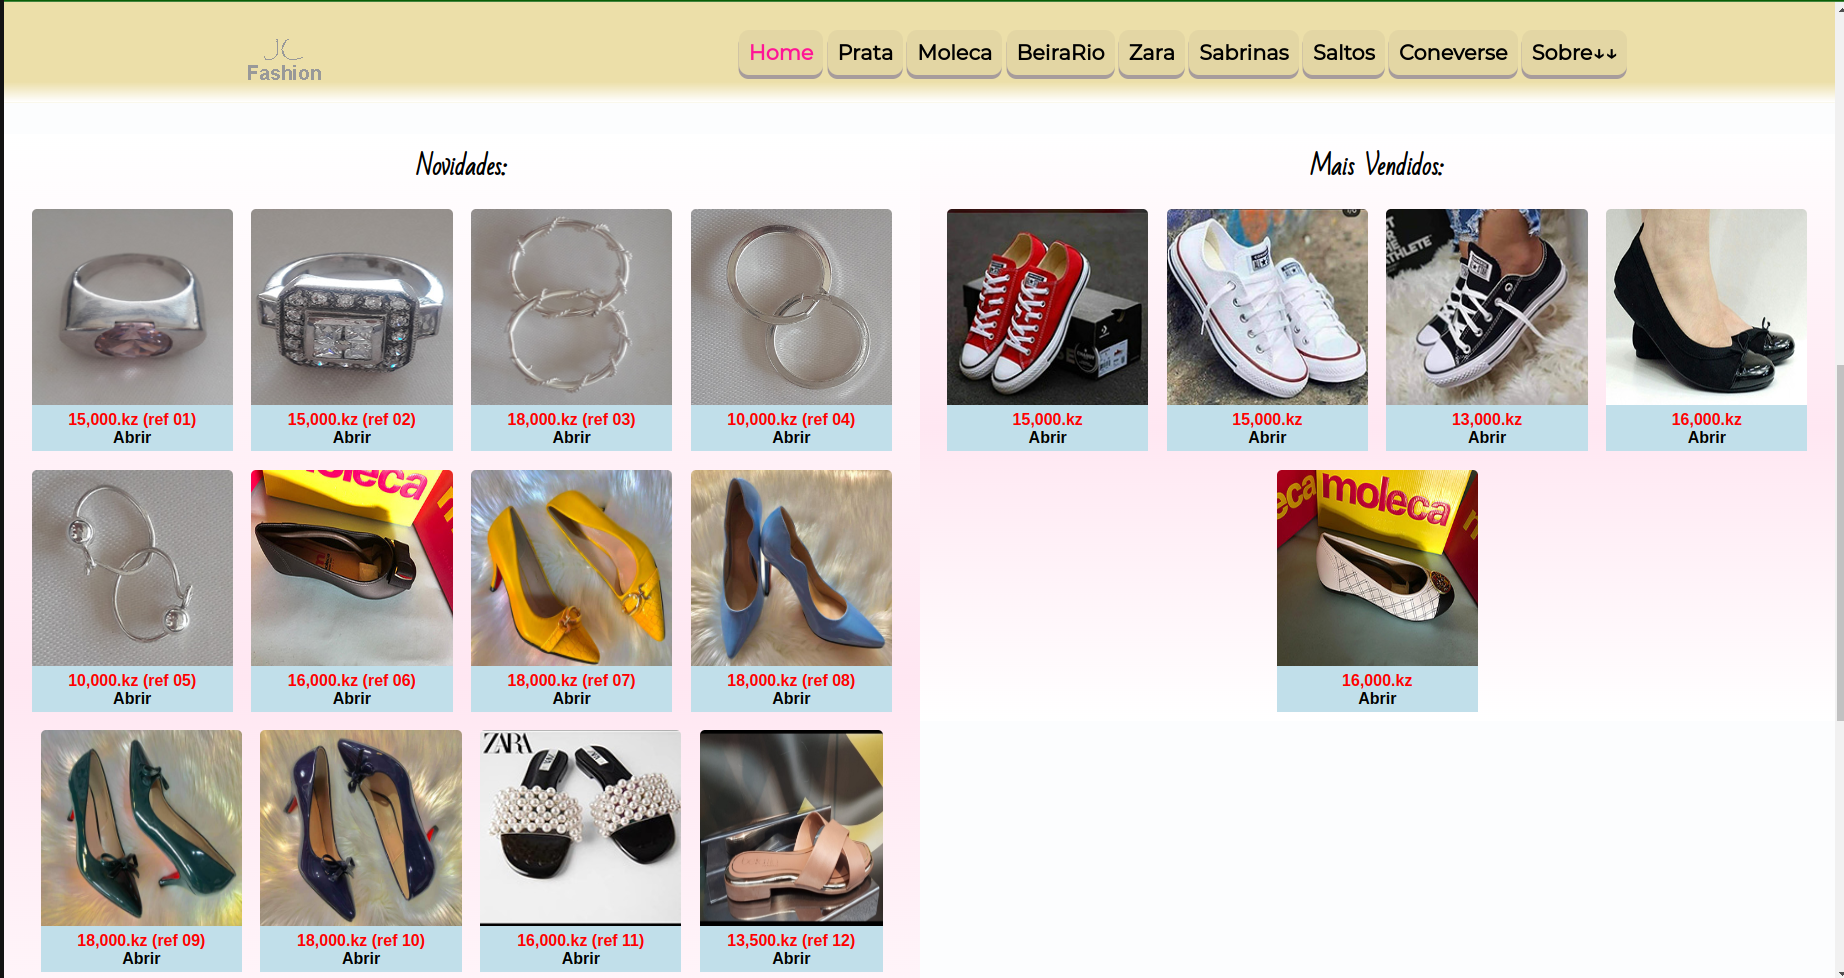 JC
Fashion
Home
Prata
Moleca
BeiraRio
Zara
Sabrinas
Saltos
Coneverse
Sobre↓↓
Novidades:
Mais Vendidos:
15,000.kz (ref 01)
Abrir
15,000.kz (ref 02)
Abrir
18,000.kz (ref 03)
Abrir
10,000.kz (ref 04)
Abrir
15,000.kz
Abrir
15,000.kz
Abrir
13,000.kz
Abrir
16,000.kz
Abrir
moleca
10,000.kz (ref 05)
Abrir
16,000.kz (ref 06)
Abrir
18,000.kz (ref 07)
Abrir
18,000.kz (ref 08)
Abrir
eca
moleca
m
16,000.kz
Abrir
ZARA
18,000.kz (ref 09)
Abrir
18,000.kz (ref 10)
Abrir
16,000.kz (ref 11)
Abrir
13,500.kz (ref 12)
Abrir